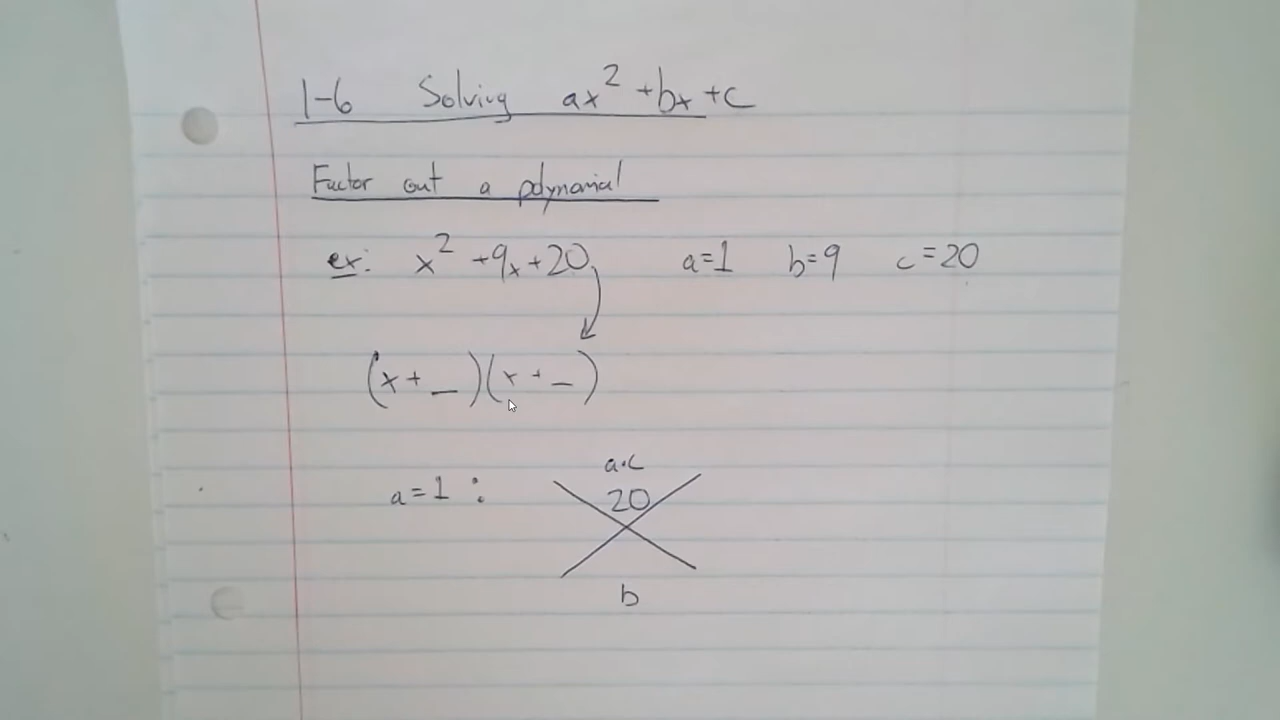 1-6 Solving ax² +bx+c
Factor out a polynomial
ex: x² +9x+20 a=1 b=9 c=20
(x+_)(x+_)
a·c
a=1 : 20
b